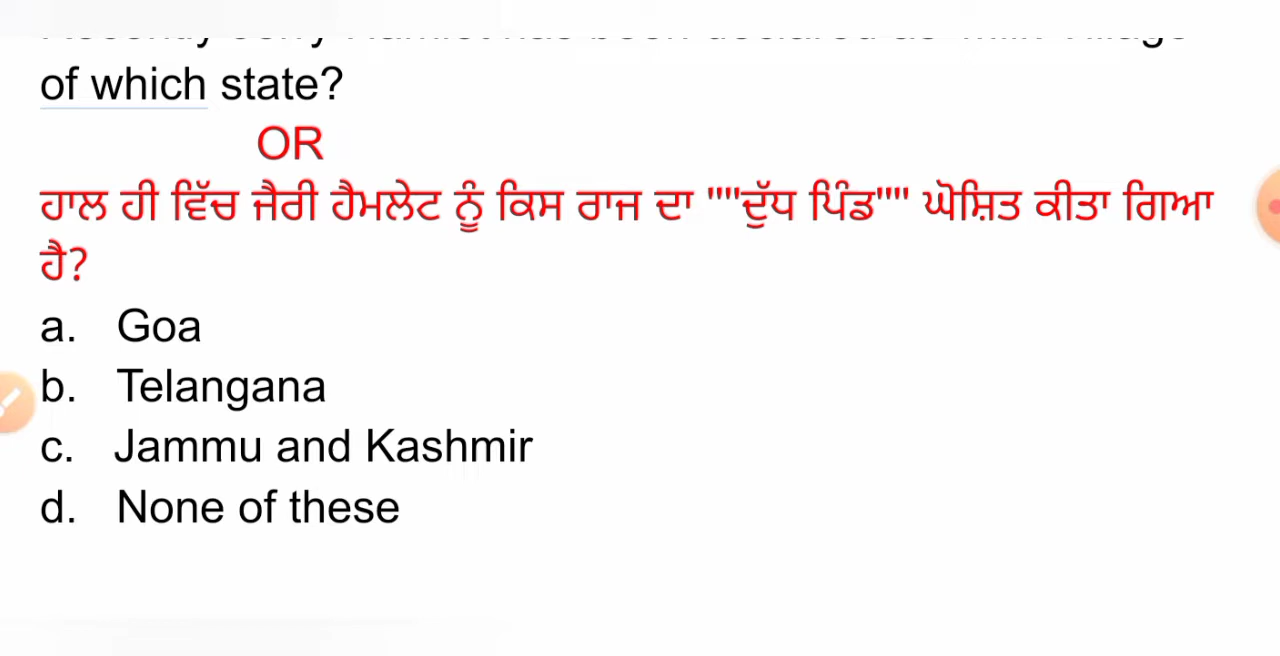 of which state?
OR
ਹਾਲ ਹੀ ਵਿੱਚ ਜੈਰੀ ਹੈਮਲੇਟ ਨੂੰ ਕਿਸ ਰਾਜ ਦਾ ""ਦੁੱਧ ਪਿੰਡ"" ਘੋਸ਼ਿਤ ਕੀਤਾ ਗਿਆ
ਹੈ?
a. Goa
b. Telangana
c. Jammu and Kashmir
d. None of these